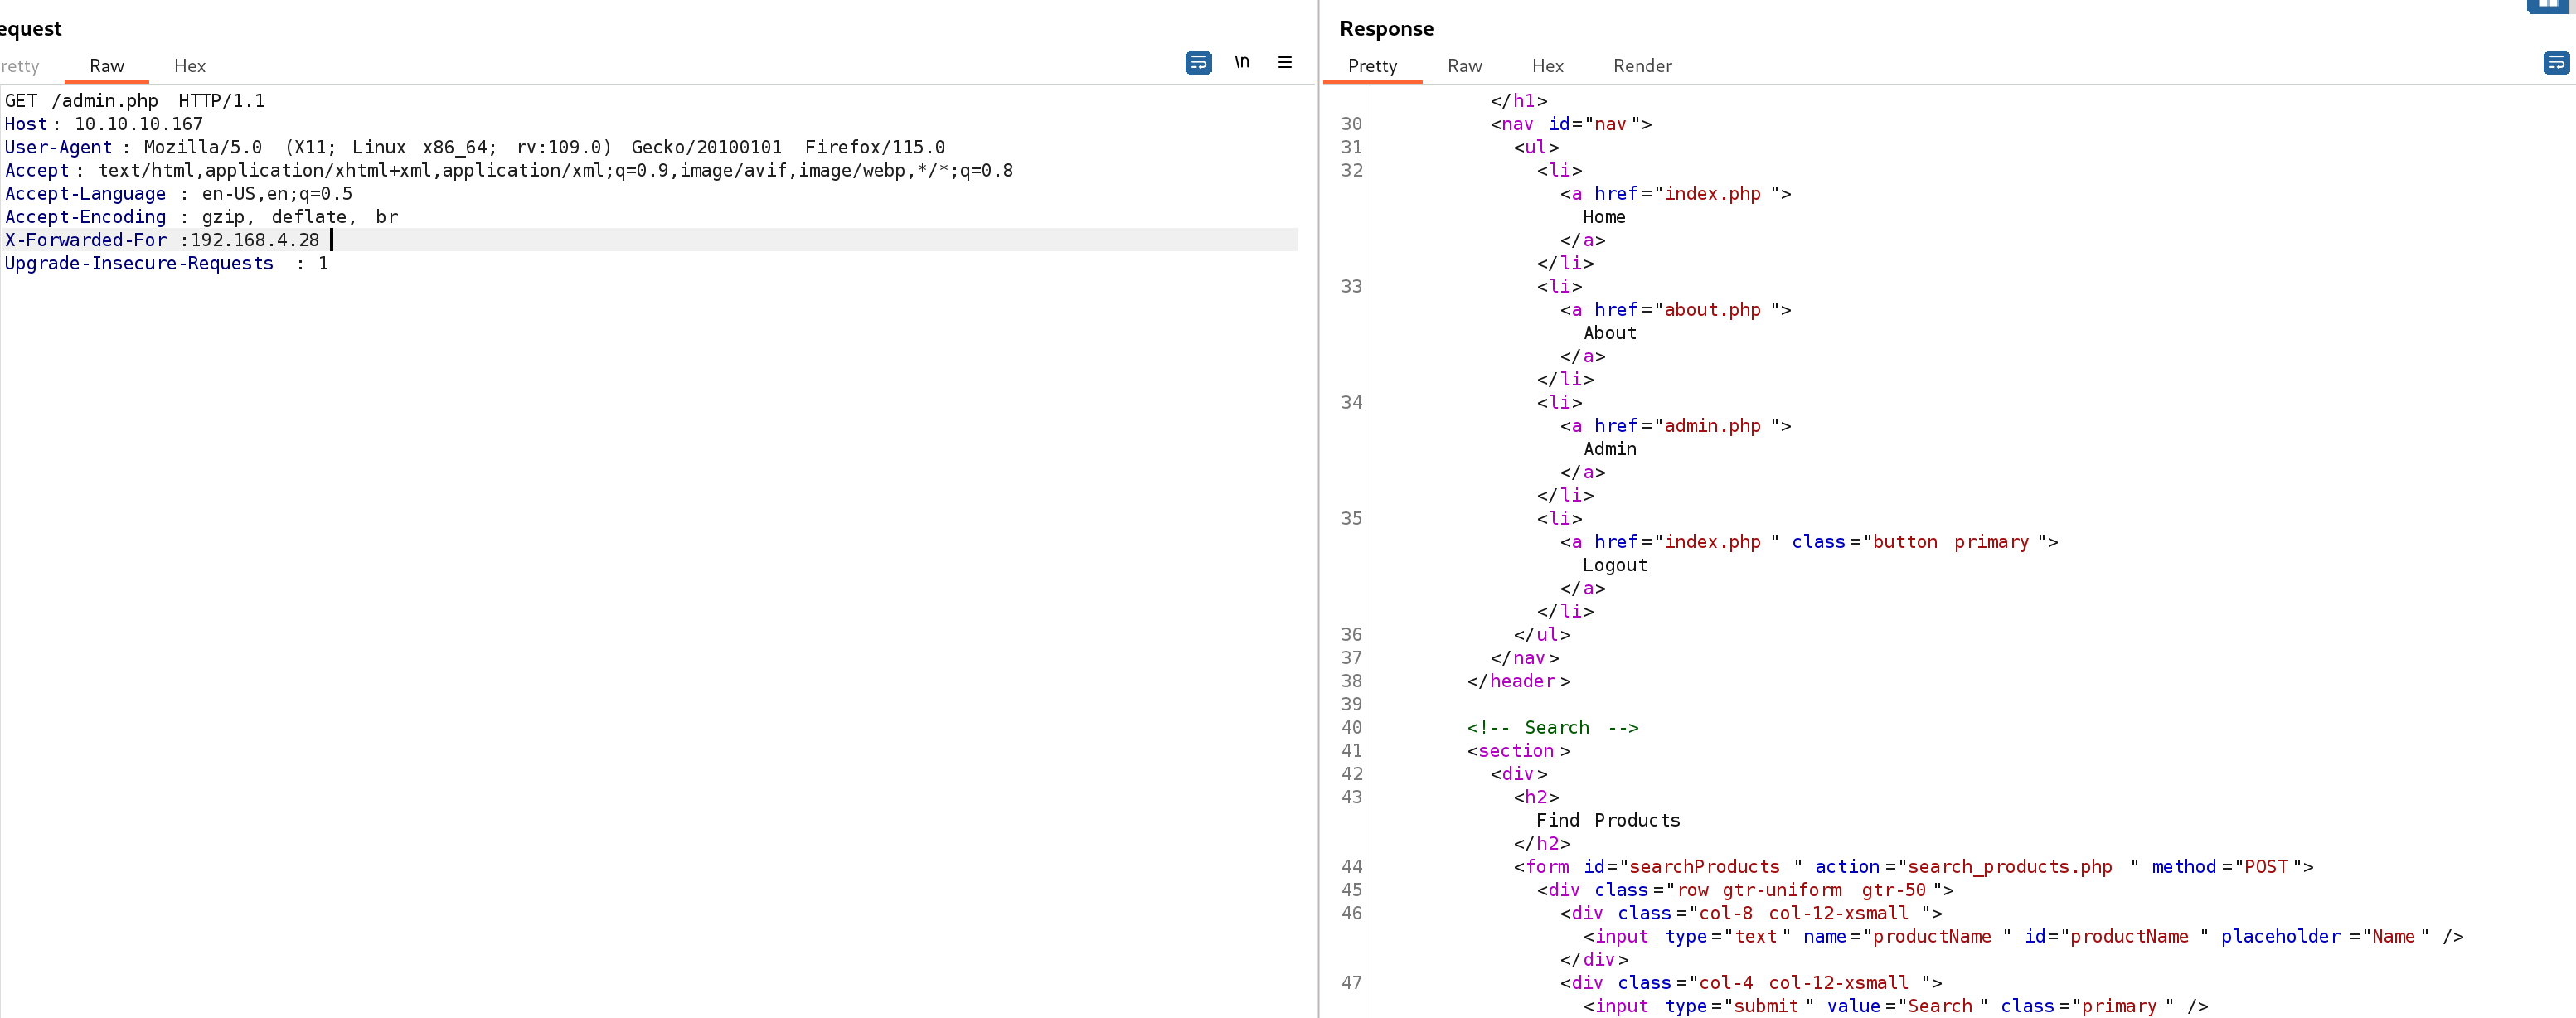 equest
retty Raw Hex \n
GET /admin.php HTTP/1.1
Host: 10.10.10.167
User-Agent: Mozilla/5.0 (X11; Linux x86_64; rv:109.0) Gecko/20100101 Firefox/115.0
Accept: text/html,application/xhtml+xml,application/xml;q=0.9,image/avif,image/webp,*/*;q=0.8
Accept-Language: en-US,en;q=0.5
Accept-Encoding: gzip, deflate, br
X-Forwarded-For:192.168.4.28
Upgrade-Insecure-Requests: 1
Response
Pretty Raw Hex Render
</h1>
30 <nav id="nav">
31 <ul>
32 <li>
<a href="index.php">
Home
</a>
</li>
33 <li>
<a href="about.php">
About
</a>
</li>
34 <li>
<a href="admin.php">
Admin
</a>
</li>
35 <li>
<a href="index.php" class="button primary">
Logout
</a>
</li>
36 </ul>
37 </nav>
38 </header>
39
40 <!-- Search -->
41 <section>
42 <div>
43 <h2>
Find Products
</h2>
44 <form id="searchProducts" action="search_products.php" method="POST">
45 <div class="row gtr-uniform gtr-50">
46 <div class="col-8 col-12-xsmall">
<input type="text" name="productName" id="productName" placeholder="Name" />
</div>
47 <div class="col-4 col-12-xsmall">
<input type="submit" value="Search" class="primary" />